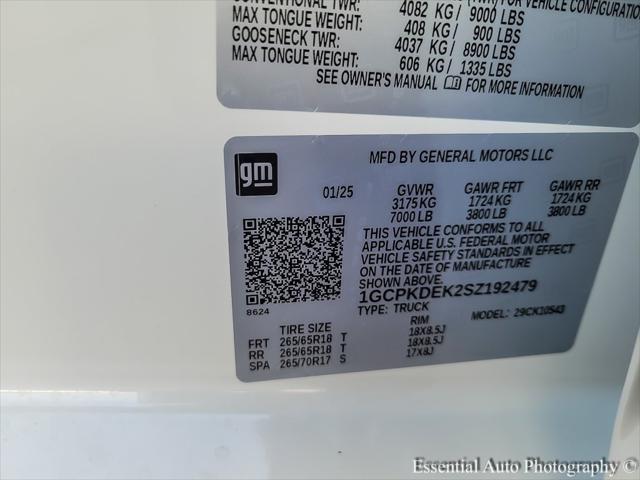 CONVENTIONAL TWR: 4082 KG / 9000 LBS
MAX TONGUE WEIGHT: 408 KG / 900 LBS
GOOSENECK TWR: 4037 KG / 8900 LBS
MAX TONGUE WEIGHT: 606 KG / 1335 LBS
SEE OWNER'S MANUAL FOR MORE INFORMATION
FOR VEHICLE CONFIGURATION
gm
MFD BY GENERAL MOTORS LLC
01/25 GVWR GAWR FRT GAWR RR
3175 KG 1724 KG 1724 KG
7000 LB 3800 LB 3800 LB
THIS VEHICLE CONFORMS TO ALL
APPLICABLE U.S. FEDERAL MOTOR
VEHICLE SAFETY STANDARDS IN EFFECT
ON THE DATE OF MANUFACTURE
SHOWN ABOVE.
1GCPKDEK2SZ192479
TYPE: TRUCK MODEL: 29CK10543
8624
TIRE SIZE RIM
FRT 265/65R18 T 18X8.5J
RR 265/65R18 T 18X8.5J
SPA 265/70R17 S 17X8J
Essential Auto Photography ©